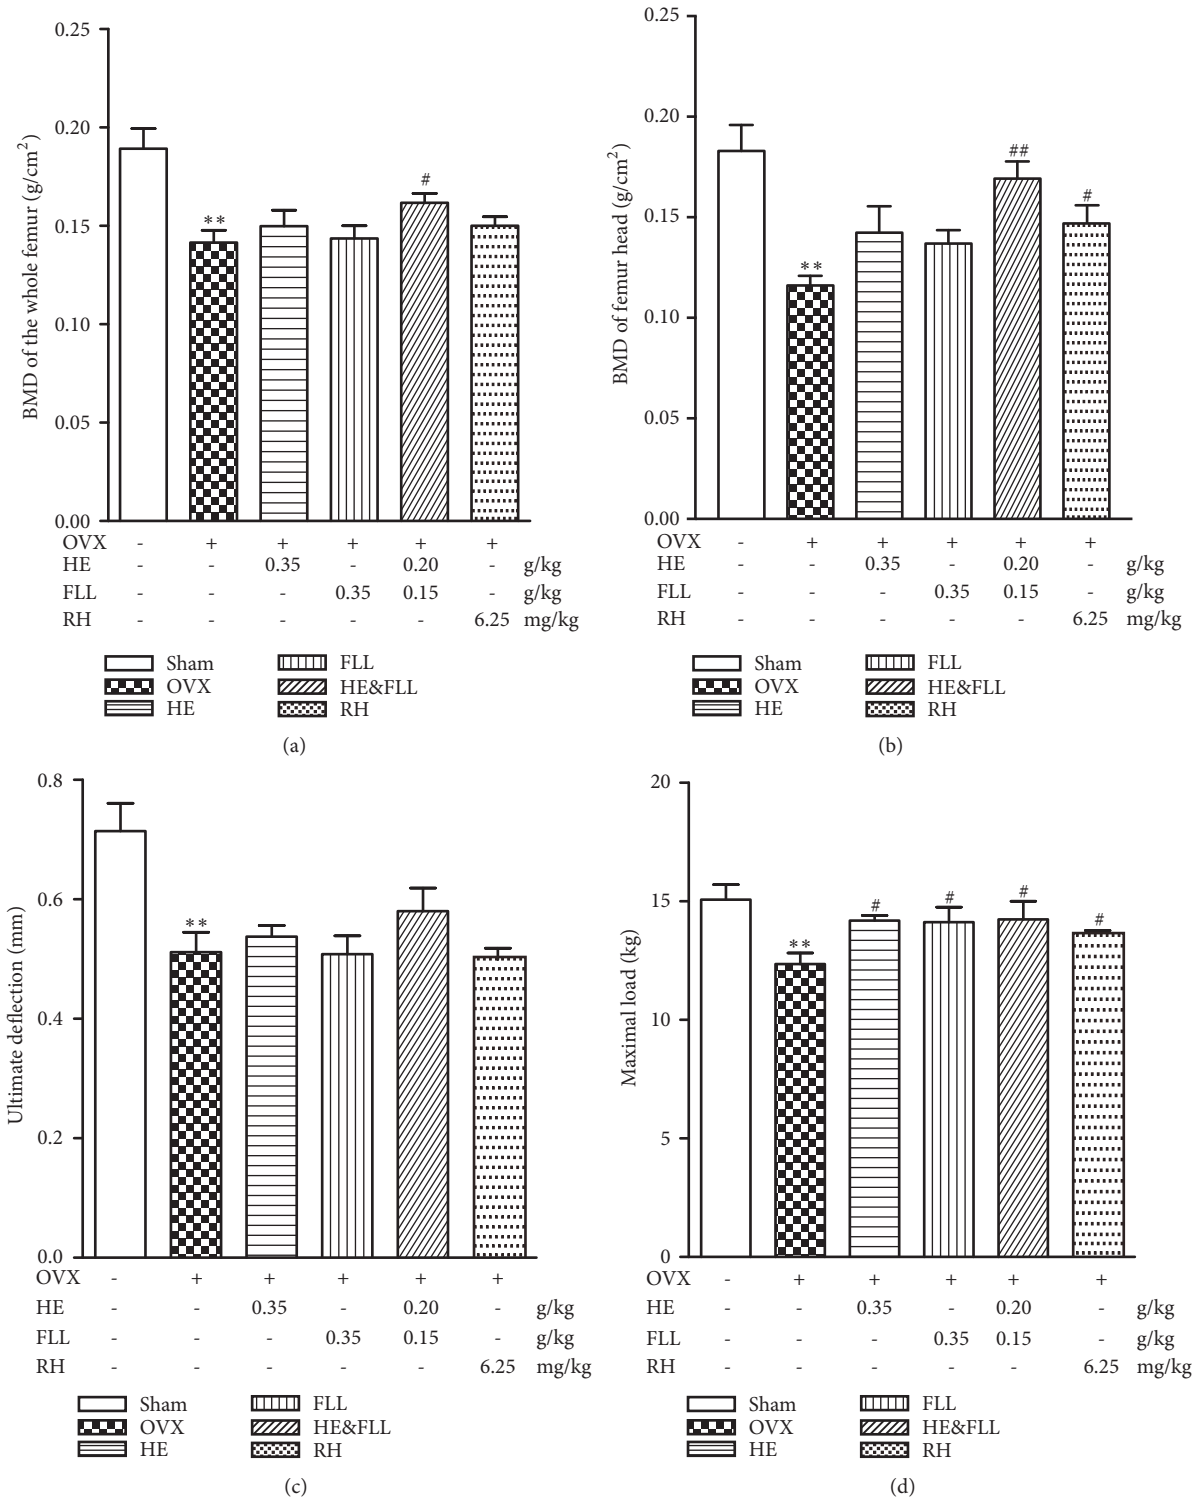 0.25
0.20
0.15
0.10
0.05
0.00
BMD of the whole femur (g/cm2)
**
#
OVX - + + + + +
HE - - 0.35 - 0.20 - g/kg
FLL - - - 0.35 0.15 - g/kg
RH - - - - - 6.25 mg/kg
Sham FLL
OVX HE&FLL
HE RH
(a)
0.25
0.20
0.15
0.10
0.05
0.00
BMD of femur head (g/cm2)
**
##
#
OVX - + + + + +
HE - - 0.35 - 0.20 - g/kg
FLL - - - 0.35 0.15 - g/kg
RH - - - - - 6.25 mg/kg
Sham FLL
OVX HE&FLL
HE RH
(b)
0.8
0.6
0.4
0.2
0.0
Ultimate deflection (mm)
**
OVX - + + + + +
HE - - 0.35 - 0.20 - g/kg
FLL - - - 0.35 0.15 - g/kg
RH - - - - - 6.25 mg/kg
Sham FLL
OVX HE&FLL
HE RH
(c)
20
15
10
5
0
Maximal load (kg)
**
# # # #
OVX - + + + + +
HE - - 0.35 - 0.20 - g/kg
FLL - - - 0.35 0.15 - g/kg
RH - - - - - 6.25 mg/kg
Sham FLL
OVX HE&FLL
HE RH
(d)